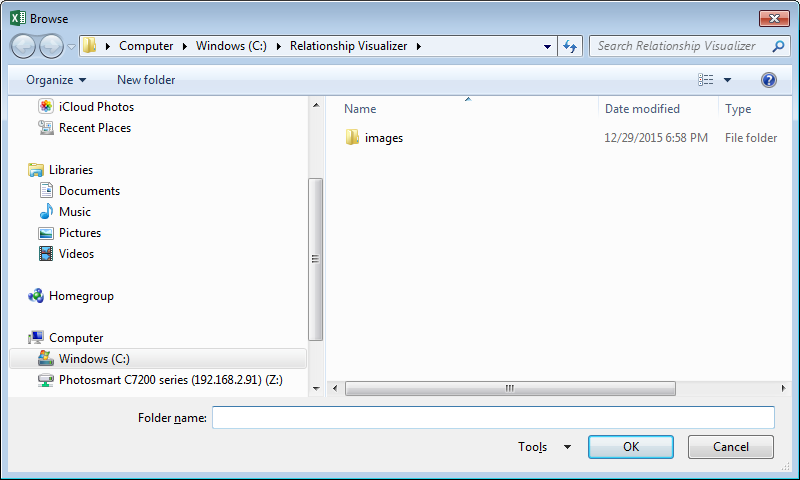 Browse
Computer Windows (C:) Relationship Visualizer
Search Relationship Visualizer
Organize New folder
iCloud Photos
Recent Places
Libraries
Documents
Music
Pictures
Videos
Homegroup
Computer
Windows (C:)
Photosmart C7200 series (192.168.2.91) (Z:)
Name Date modified Type
images 12/29/2015 6:58 PM File folder
Folder name:
Tools OK Cancel